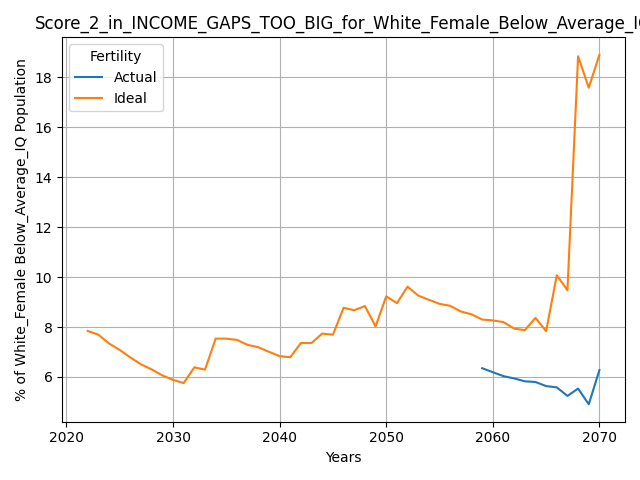 Score_2_in_INCOME_GAPS_TOO_BIG_for_White_Female_Below_Average_IQ
Fertility
Actual
Ideal
% of White_Female Below_Average_IQ Population
18
16
14
12
10
8
6
2020 2030 2040 2050 2060 2070
Years